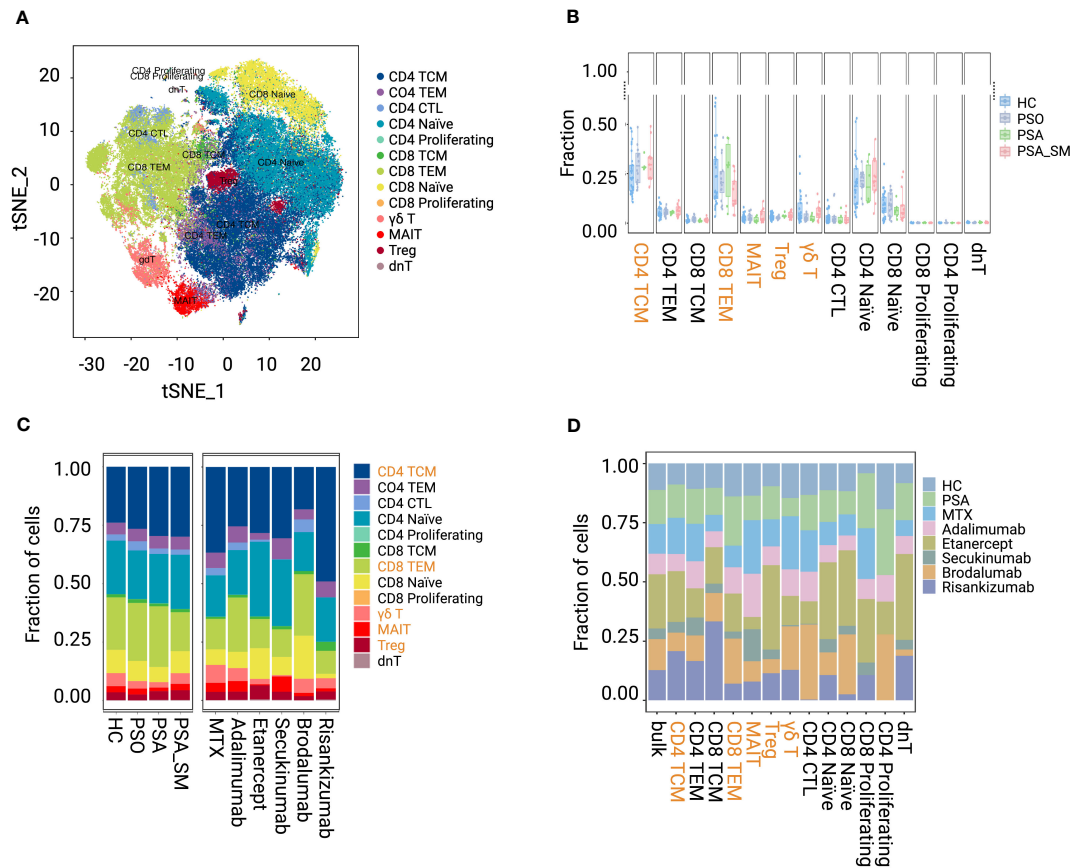 A
tSNE_2
20
10
0
-10
-20
-30
-20
-10
0
10
20
tSNE_1
CD4 Proliferating
CD8 Proliferating
dnT
CD8 Naive
CD4 CTL
CD8 TCM
CD4 Naive
CD8 TEM
Treg
CD4 TCM
CD4 TEM
gdT
MAIT
CD4 TCM
CO4 TEM
CD4 CTL
CD4 Naïve
CD4 Proliferating
CD8 TCM
CD8 TEM
CD8 Naïve
CD8 Proliferating
γδ T
MAIT
Treg
dnT
B
Fraction
1.00
0.50
0.25
0.00
CD4 TCM
CD4 TEM
CD8 TCM
CD8 TEM
MAIT
Treg
γδ T
CD4 CTL
CD4 Naïve
CD8 Naïve
CD8 Proliferating
CD4 Proliferating
dnT
HC
PSO
PSA
PSA_SM
C
Fraction of cells
1.00
0.75
0.50
0.25
0.00
HC
PSO
PSA
PSA_SM
MTX
Adalimumab
Etanercept
Secukinumab
Brodalumab
Risankizumab
CD4 TCM
CO4 TEM
CD4 CTL
CD4 Naïve
CD4 Proliferating
CD8 TCM
CD8 TEM
CD8 Naïve
CD8 Proliferating
γδ T
MAIT
Treg
dnT
D
Fraction of cells
1.00
0.75
0.50
0.25
0.00
bulk
CD4 TCM
CD4 TEM
CD8 TCM
CD8 TEM
MAIT
Treg
γδ T
CD4 CTL
CD4 Naïve
CD8 Naïve
CD8 Proliferating
CD4 Proliferating
dnT
HC
PSA
MTX
Adalimumab
Etanercept
Secukinumab
Brodalumab
Risankizumab